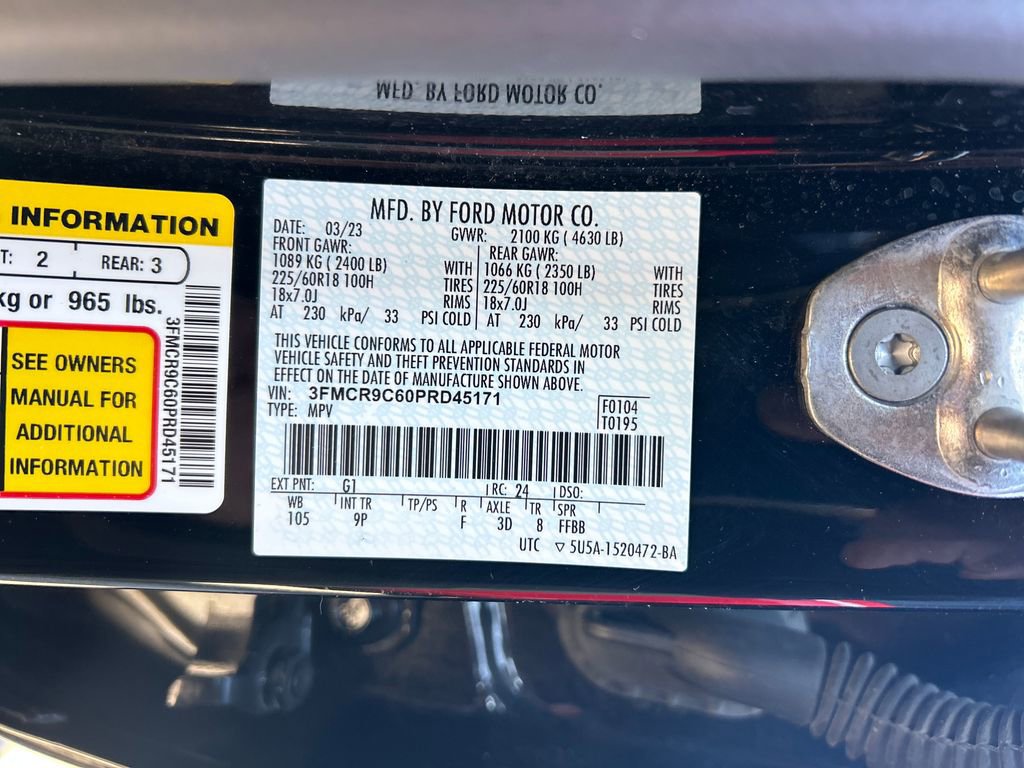 MFD. BY FORD MOTOR CO.
INFORMATION
T: 2 REAR: 3
kg or 965 lbs.
3FMCR9C60PRD45171
SEE OWNERS
MANUAL FOR
ADDITIONAL
INFORMATION
MFD. BY FORD MOTOR CO.
DATE: 03/23 GVWR: 2100 KG ( 4630 LB)
FRONT GAWR: REAR GAWR:
1089 KG ( 2400 LB) WITH 1066 KG ( 2350 LB) WITH
225/60R18 100H TIRES 225/60R18 100H TIRES
18x7.0J RIMS 18x7.0J RIMS
AT 230 kPa/ 33 PSI COLD AT 230 kPa/ 33 PSI COLD
THIS VEHICLE CONFORMS TO ALL APPLICABLE FEDERAL MOTOR
VEHICLE SAFETY AND THEFT PREVENTION STANDARDS IN
EFFECT ON THE DATE OF MANUFACTURE SHOWN ABOVE.
VIN: 3FMCR9C60PRD45171
TYPE: MPV
F0104
T0195
EXT PNT: G1 RC: 24 DSO:
WB INT TR TP/PS R AXLE TR SPR
105 9P F 3D 8 FFBB
UTC ▽ 5U5A-1520472-BA